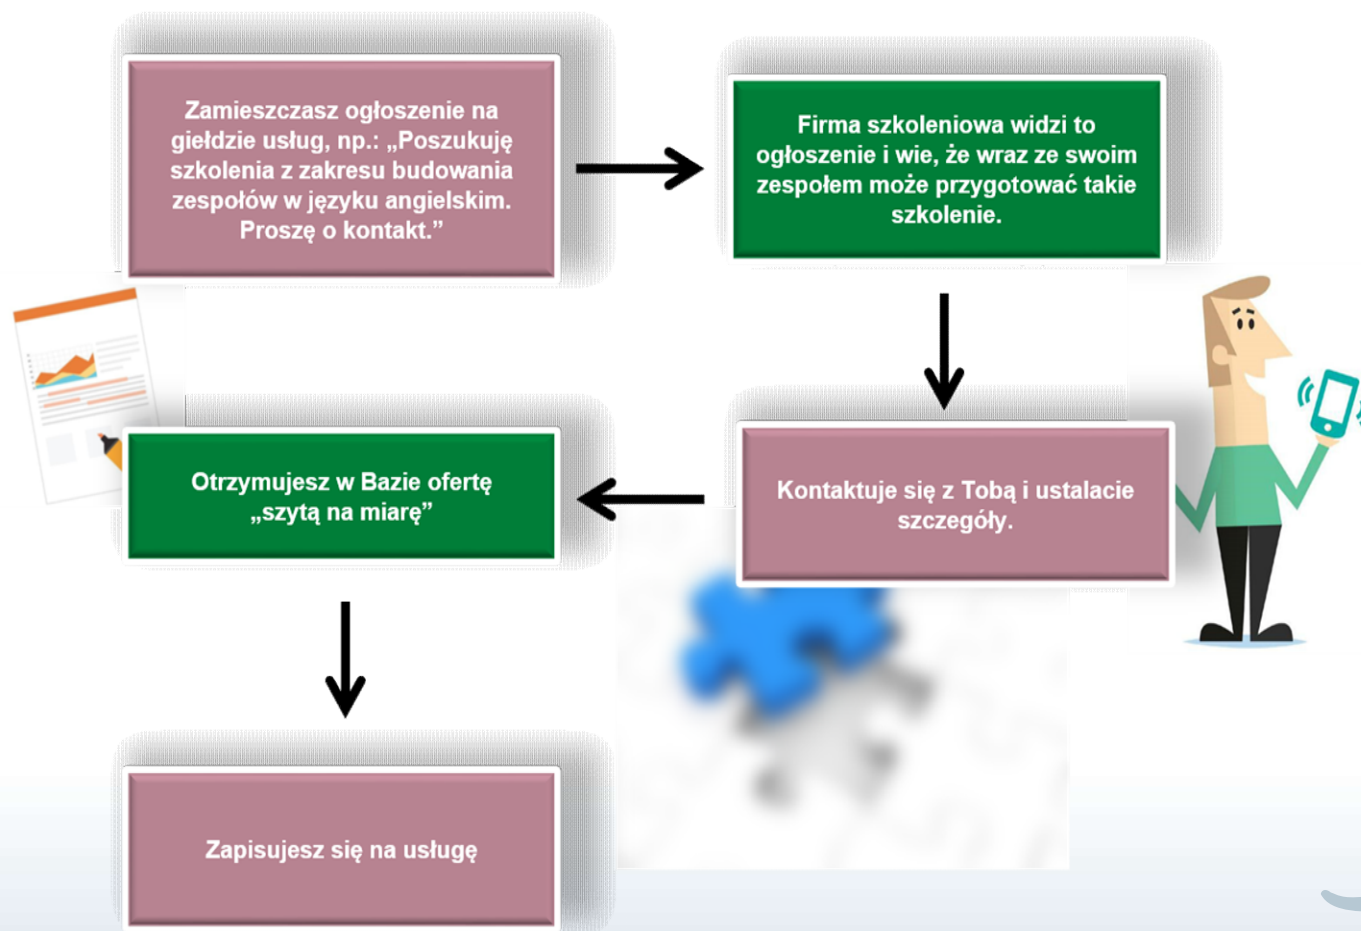 Zamieszczasz ogłoszenie na
giełdzie usług, np.: „Poszukuję
szkolenia z zakresu budowania
zespołów w języku angielskim.
Proszę o kontakt.”
Firma szkoleniowa widzi to
ogłoszenie i wie, że wraz ze swoim
zespołem może przygotować takie
szkolenie.
Kontaktuje się z Tobą i ustalacie
szczegóły.
Otrzymujesz w Bazie ofertę
„szytą na miarę”
Zapisujesz się na usługę